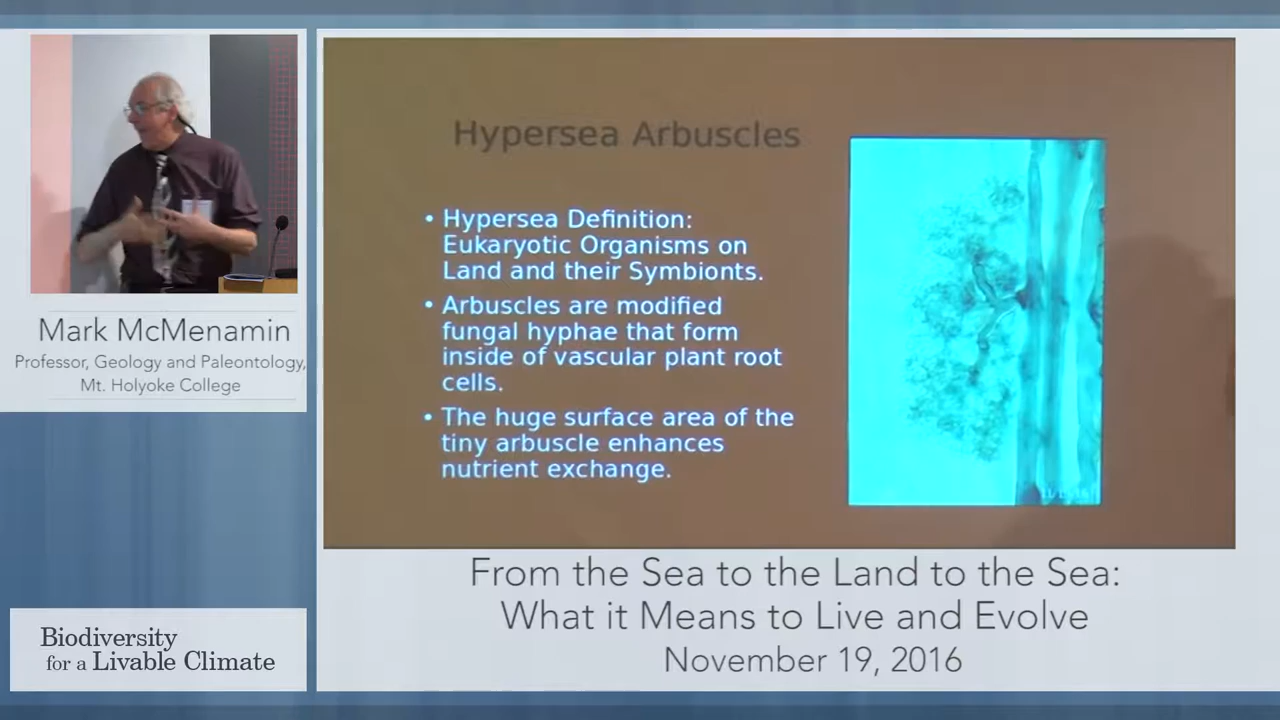 Mark McMenamin
Professor, Geology and Paleontology,
Mt. Holyoke College
Biodiversity
for a Livable Climate
Hypersea Arbuscles
• Hypersea Definition:
Eukaryotic Organisms on
Land and their Symbionts.
• Arbuscles are modified
fungal hyphae that form
inside of vascular plant root
cells.
• The huge surface area of the
tiny arbuscle enhances
nutrient exchange.
From the Sea to the Land to the Sea:
What it Means to Live and Evolve
November 19, 2016